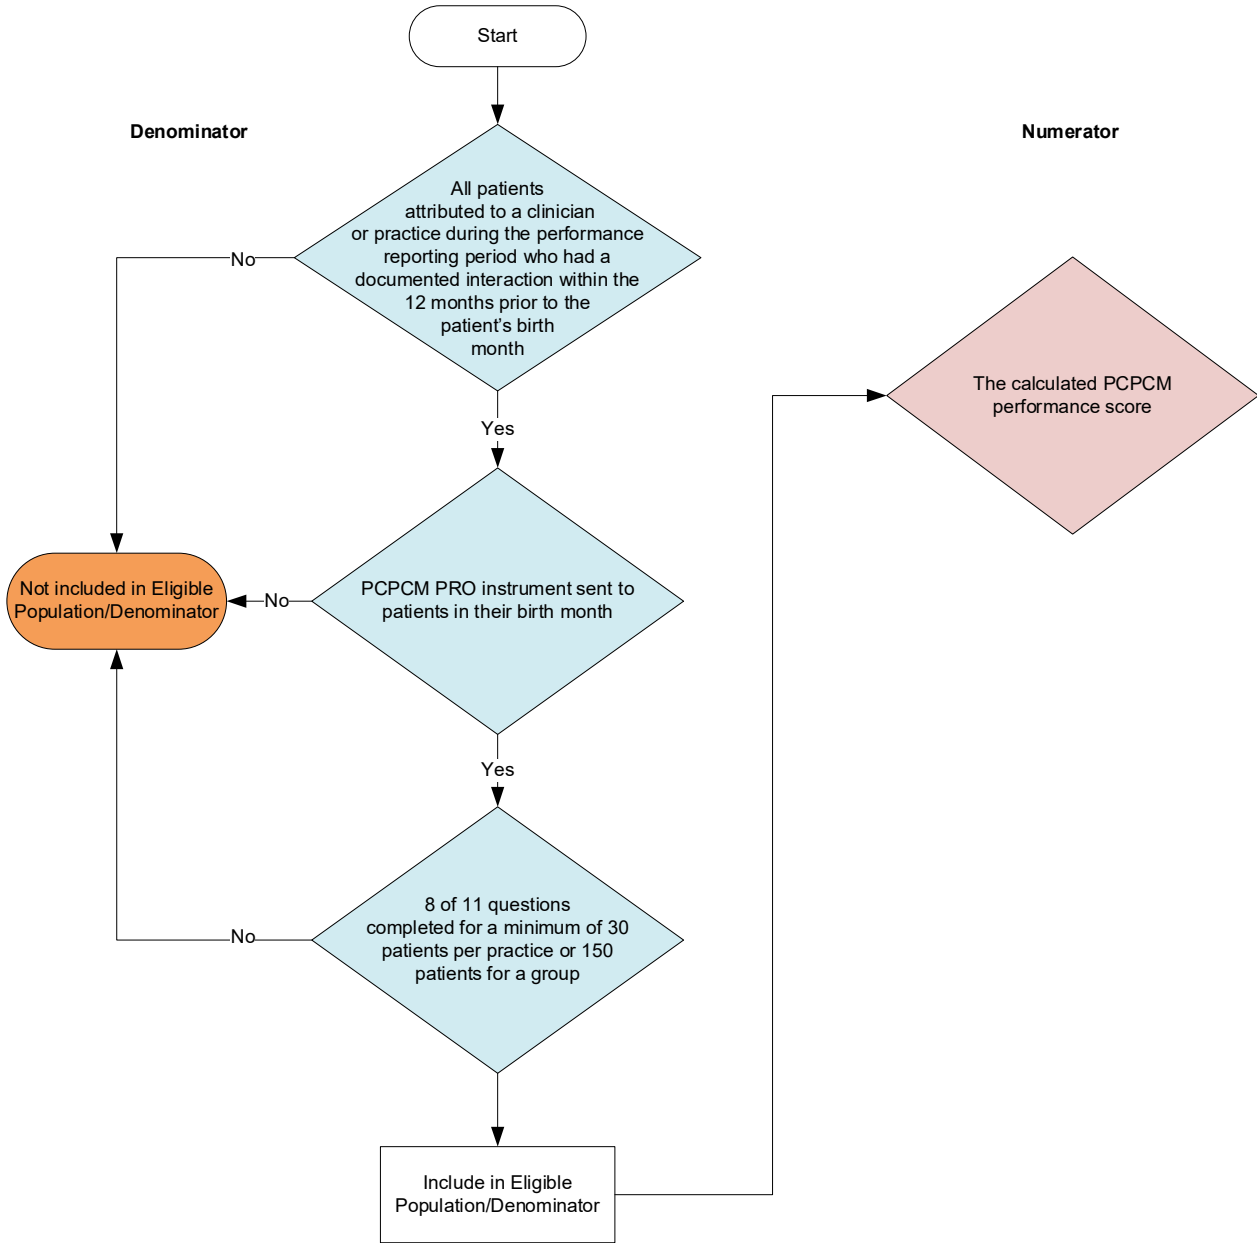 Start
Denominator
Numerator
All patients
attributed to a clinician
or practice during the performance
reporting period who had a
documented interaction within the
12 months prior to the
patient’s birth
month
No
Yes
The calculated PCPCM
performance score
PCPCM PRO instrument sent to
patients in their birth month
No
Not included in Eligible
Population/Denominator
Yes
8 of 11 questions
completed for a minimum of 30
patients per practice or 150
patients for a group
No
Include in Eligible
Population/Denominator